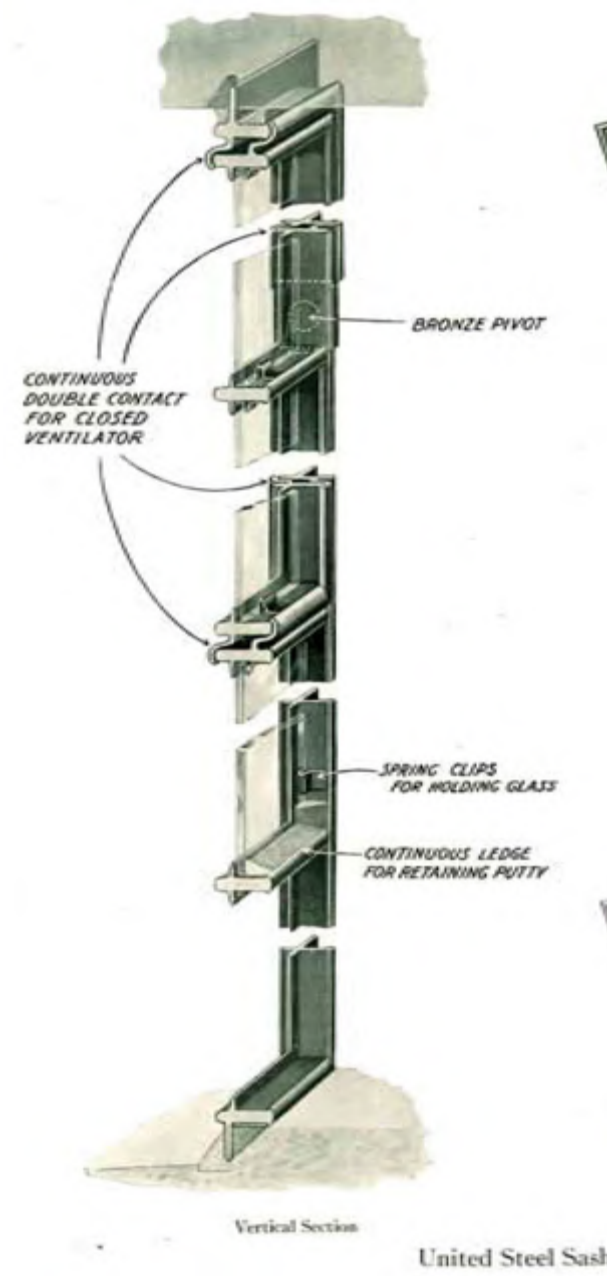 BRONZE PIVOT
CONTINUOUS
DOUBLE CONTACT
FOR CLOSED
VENTILATOR
SPRING CLIPS
FOR HOLDING GLASS
CONTINUOUS LEDGE
FOR RETAINING PUTTY
Vertical Section
United Steel Sash